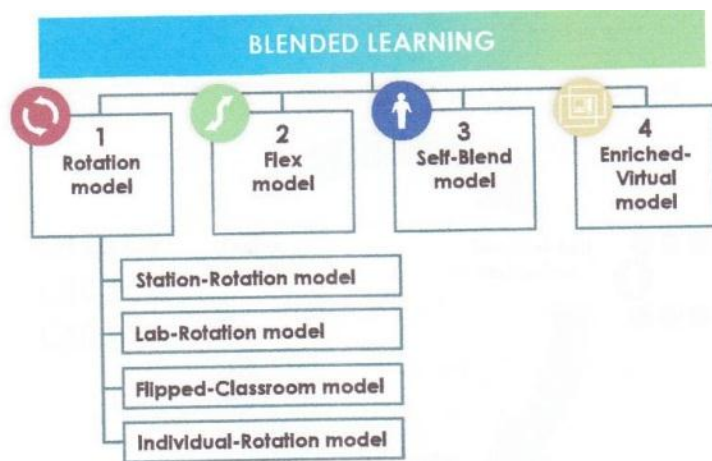 BLENDED LEARNING
1
Rotation
model
2
Flex
model
3
Self-Blend
model
4
Enriched-
Virtual
model
Station-Rotation model
Lab-Rotation model
Flipped-Classroom model
Individual-Rotation model